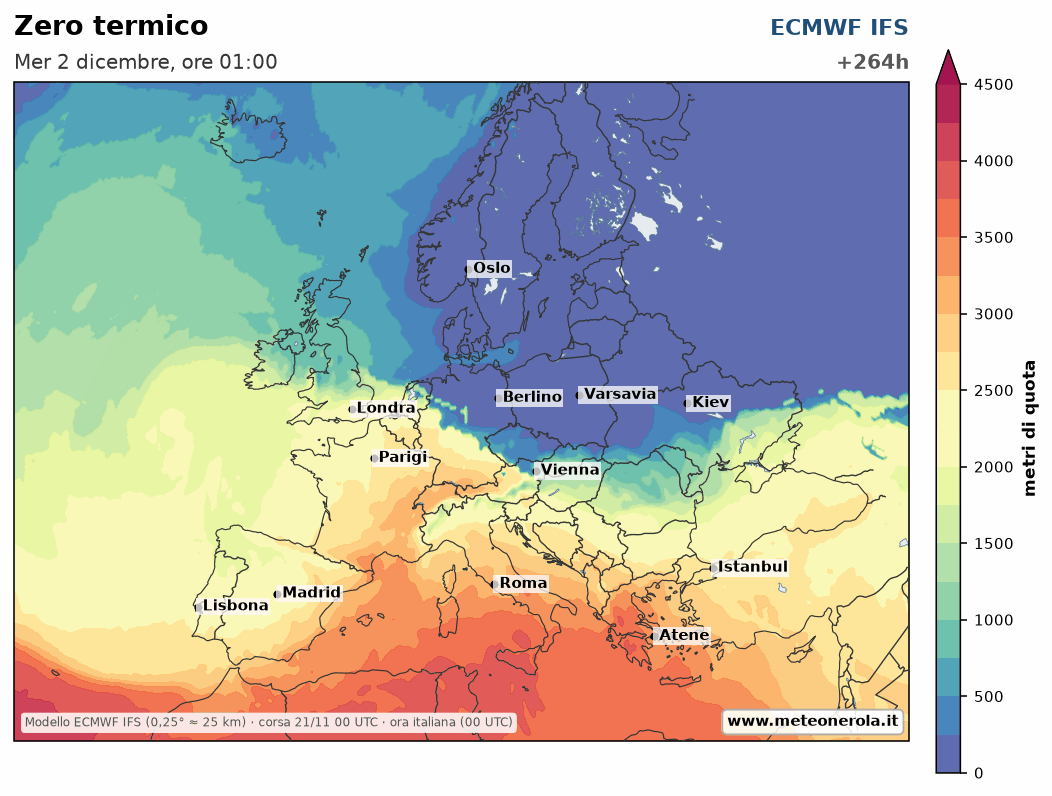 Zero termico
ECMWF IFS
Mer 2 dicembre, ore 01:00
+264h
4500
4000
3500
3000
2500
2000
1500
1000
500
0
metri di quota
Oslo
Berlino
Varsavia
Kiev
Londra
Parigi
Vienna
Istanbul
Roma
Madrid
Lisbona
Atene
Modello ECMWF IFS (0,25° ≈ 25 km) · corsa 21/11 00 UTC · ora italiana (00 UTC)
www.meteonerola.it